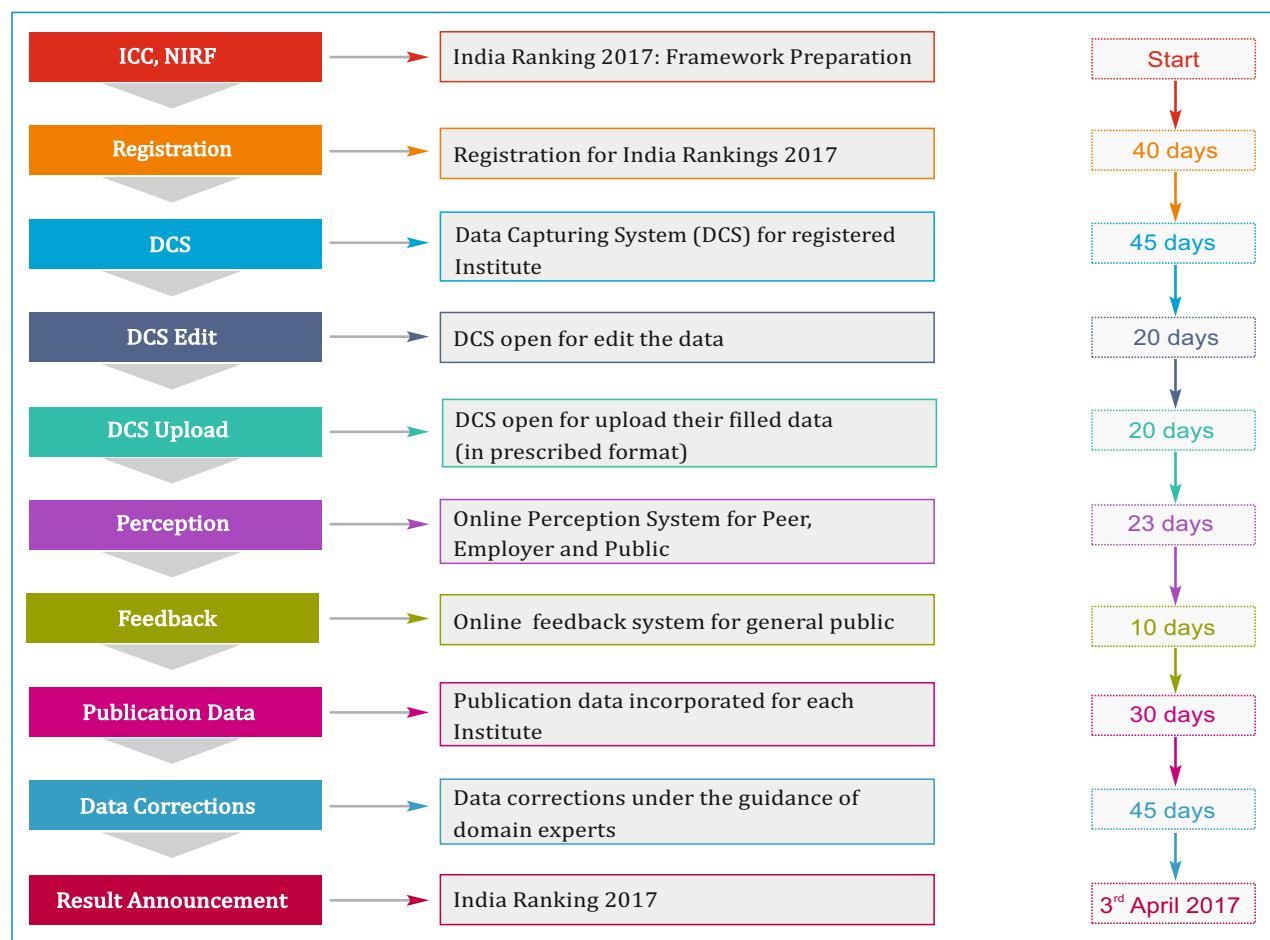 ICC, NIRF
India Ranking 2017: Framework Preparation
Start
Registration
Registration for India Rankings 2017
40 days
DCS
Data Capturing System (DCS) for registered
Institute
45 days
DCS Edit
DCS open for edit the data
20 days
DCS Upload
DCS open for upload their filled data
(in prescribed format)
20 days
Perception
Online Perception System for Peer,
Employer and Public
23 days
Feedback
Online feedback system for general public
10 days
Publication Data
Publication data incorporated for each
Institute
30 days
Data Corrections
Data corrections under the guidance of
domain experts
45 days
Result Announcement
India Ranking 2017
3rd April 2017